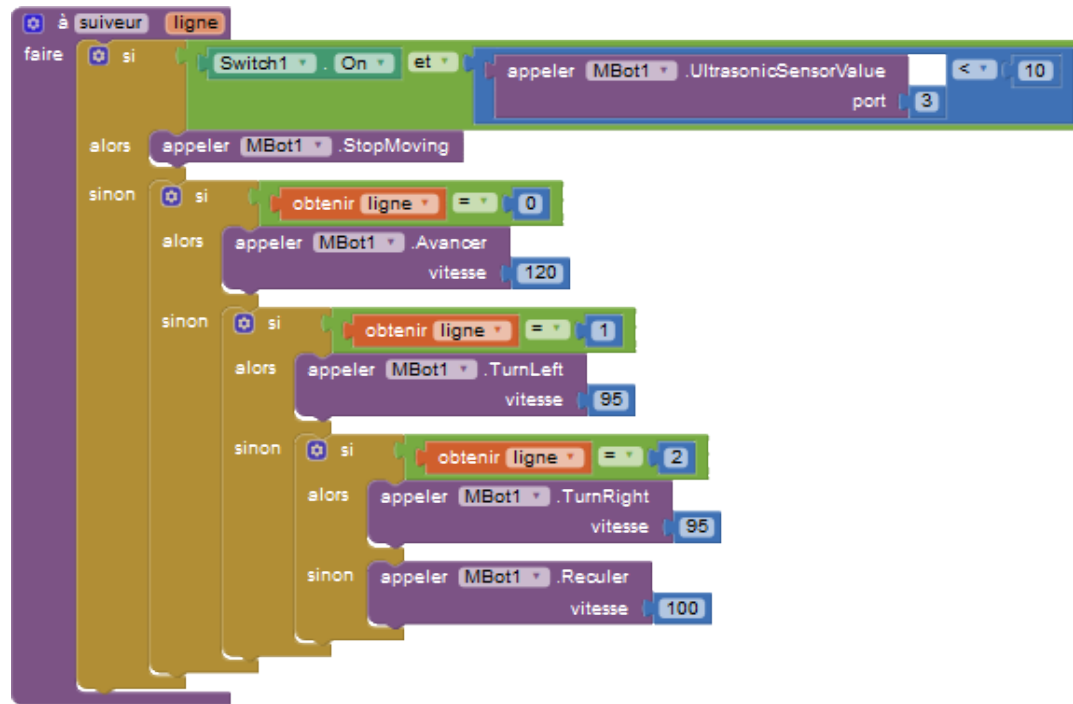 à suiveur ligne
faire si Switch1 . On et appeler MBot1 .UltrasonicSensorValue < 10
port 3
alors appeler MBot1 .StopMoving
sinon si obtenir ligne = 0
alors appeler MBot1 .Avancer
vitesse 120
sinon si obtenir ligne = 1
alors appeler MBot1 .TurnLeft
vitesse 95
sinon si obtenir ligne = 2
alors appeler MBot1 .TurnRight
vitesse 95
sinon appeler MBot1 .Reculer
vitesse 100